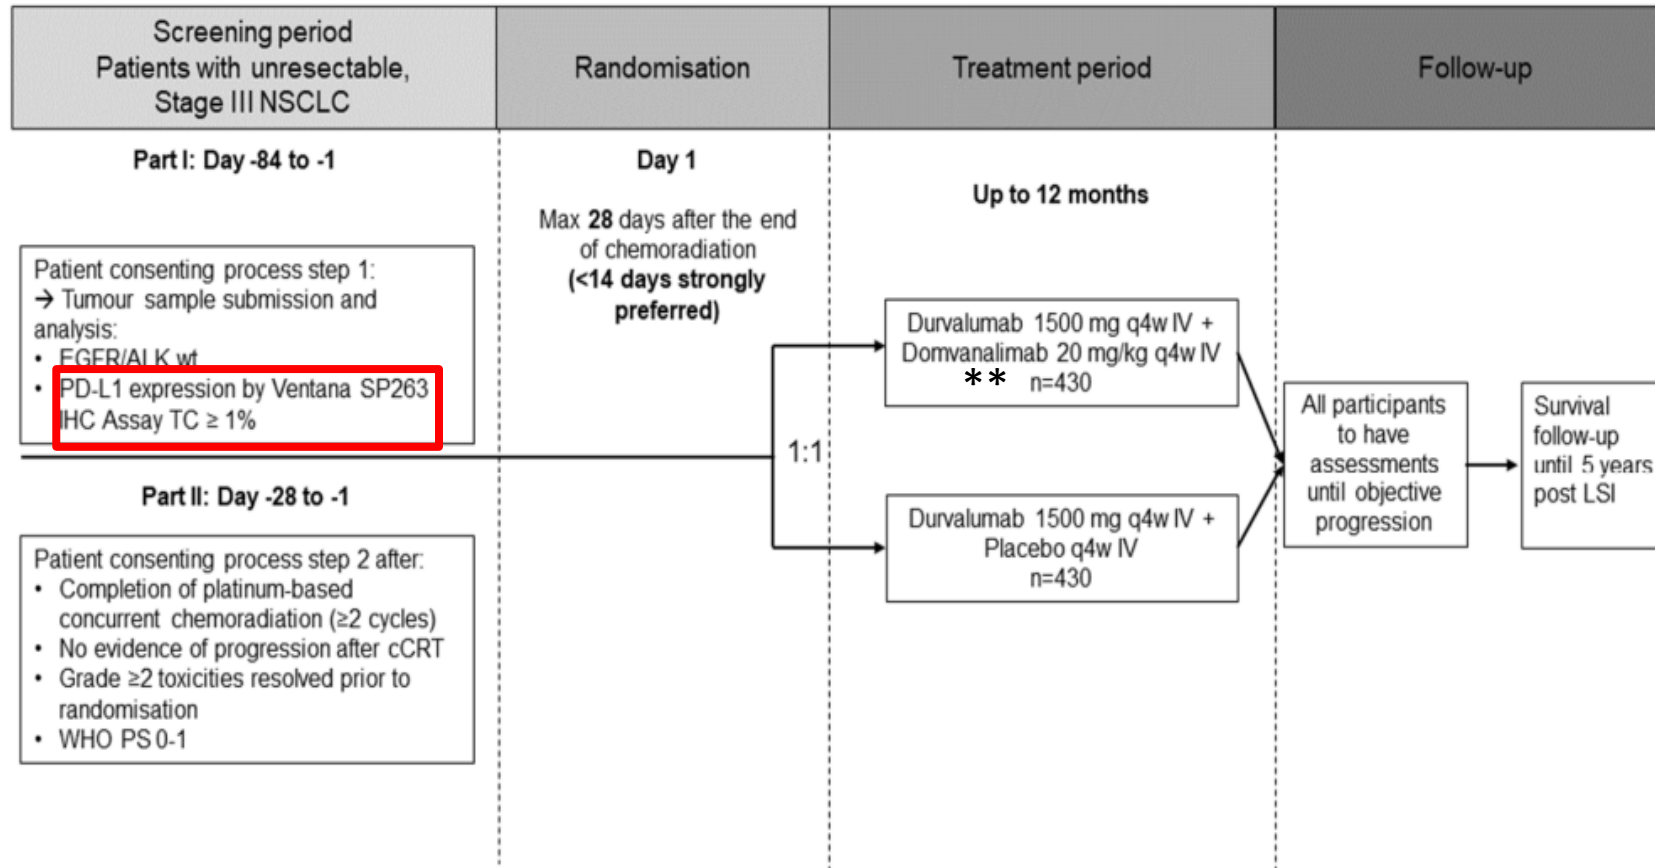 Screening period
Patients with unresectable,
Stage III NSCLC
Randomisation
Treatment period
Follow-up
Part I: Day -84 to -1
Patient consenting process step 1:
→ Tumour sample submission and
analysis:
• EGFR/ALK wt
• PD-L1 expression by Ventana SP263
IHC Assay TC ≥ 1%
Part II: Day -28 to -1
Patient consenting process step 2 after:
• Completion of platinum-based
concurrent chemoradiation (≥2 cycles)
• No evidence of progression after cCRT
• Grade ≥2 toxicities resolved prior to
randomisation
• WHO PS 0-1
Day 1
Max 28 days after the end
of chemoradiation
(<14 days strongly
preferred)
1:1
Up to 12 months
Durvalumab 1500 mg q4w IV +
Domvanalimab 20 mg/kg q4w IV
** n=430
Durvalumab 1500 mg q4w IV +
Placebo q4w IV
n=430
All participants
to have
assessments
until objective
progression
Survival
follow-up
until 5 years
post LSI